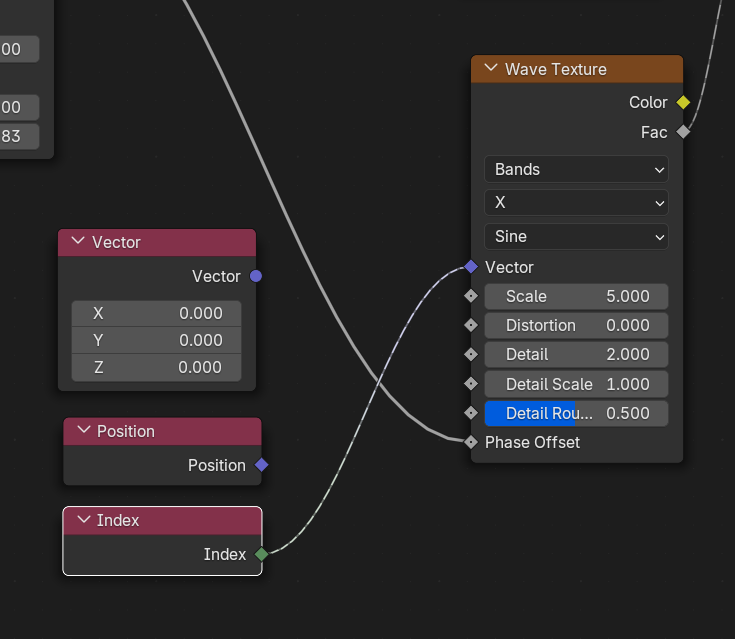 00
00
83
Wave Texture
Color
Fac
Bands
X
Sine
Vector
Scale 5.000
Distortion 0.000
Detail 2.000
Detail Scale 1.000
Detail Rou... 0.500
Phase Offset
Vector
Vector
X 0.000
Y 0.000
Z 0.000
Position
Position
Index
Index